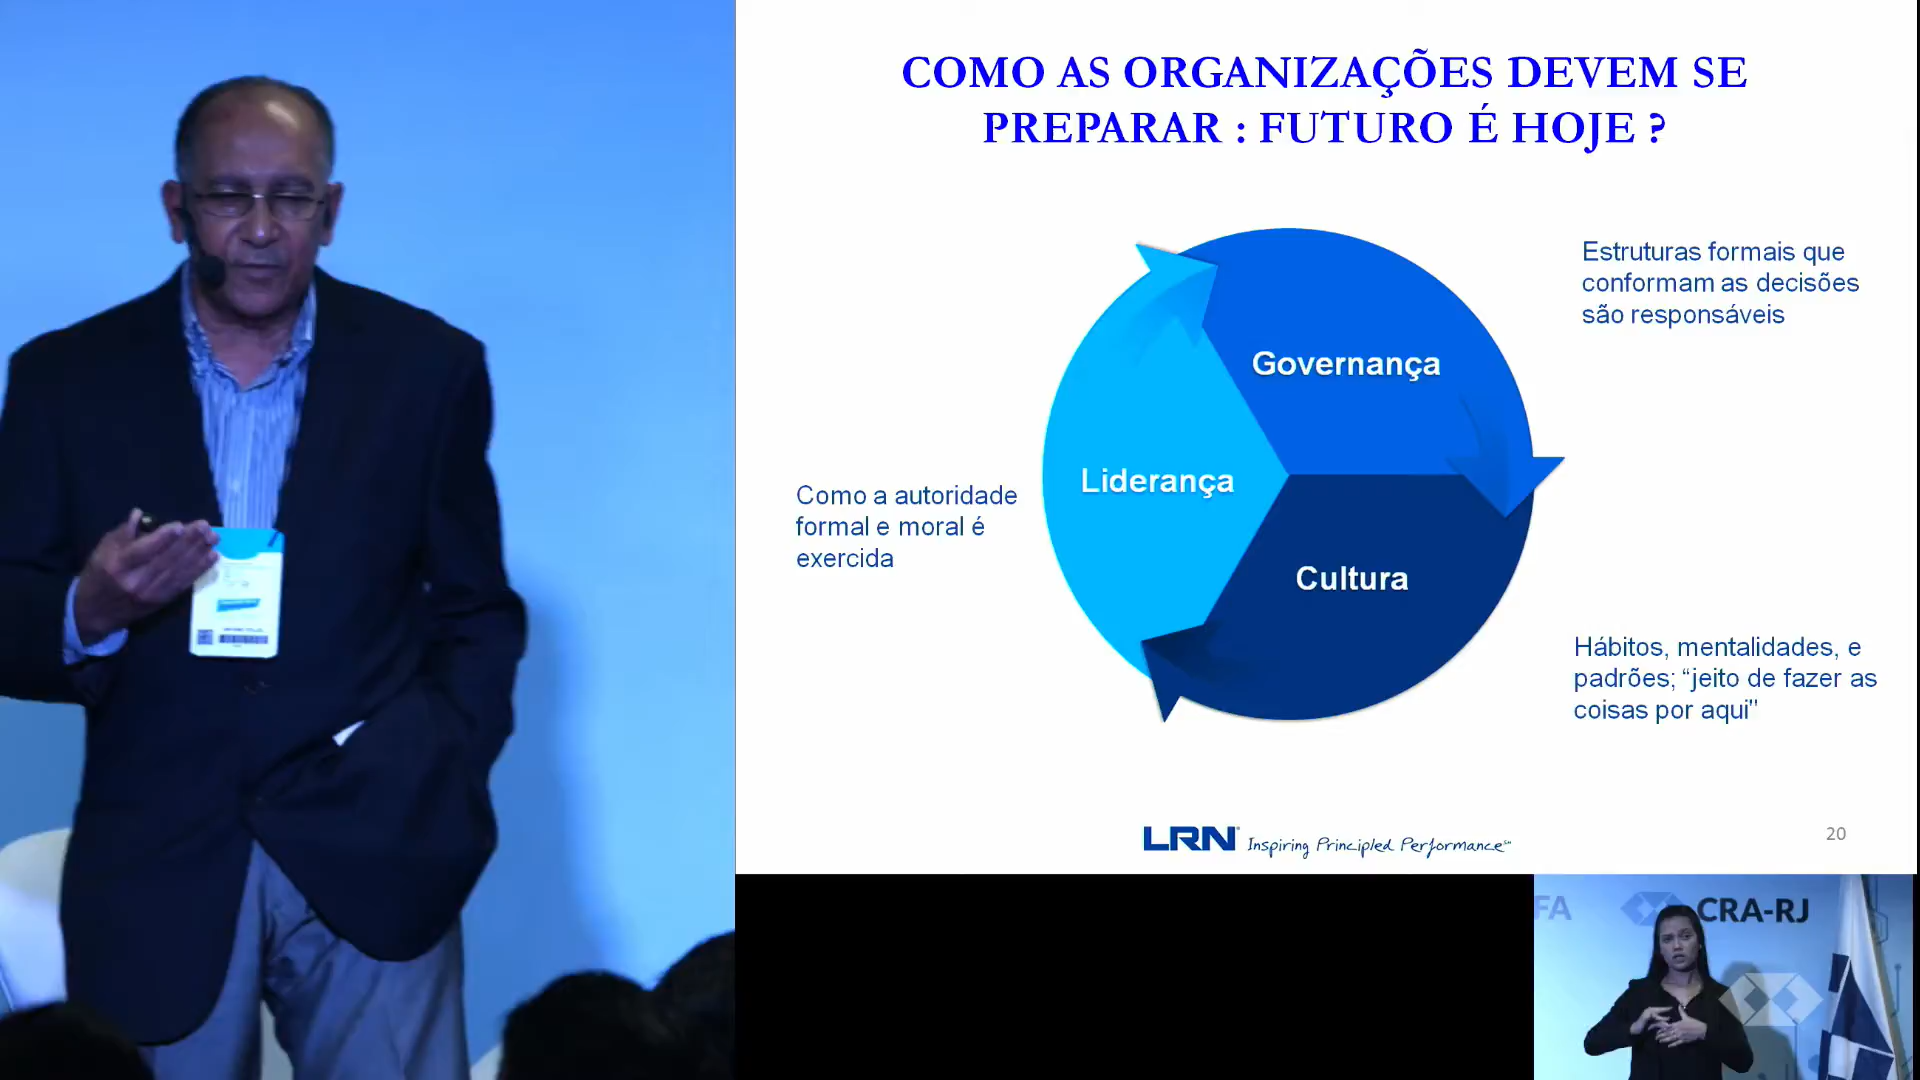 COMO AS ORGANIZAÇÕES DEVEM SE
PREPARAR : FUTURO É HOJE ?
Estruturas formais que
conformam as decisões
são responsáveis
Governança
Liderança
Como a autoridade
formal e moral é
exercida
Cultura
Hábitos, mentalidades, e
padrões; “jeito de fazer as
coisas por aqui"
LRN Inspiring Principled Performance
20
FA
CRA-RJ